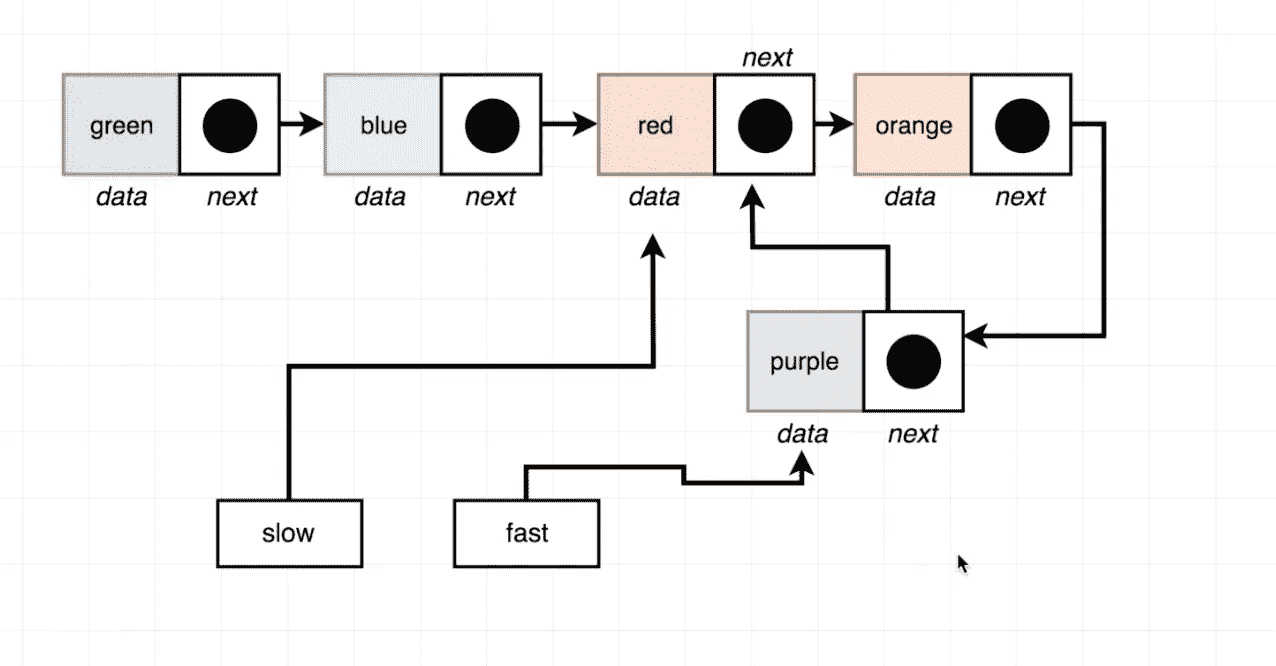 next
green
blue
red
orange
data
next
data
next
data
data
next
purple
data
next
slow
fast